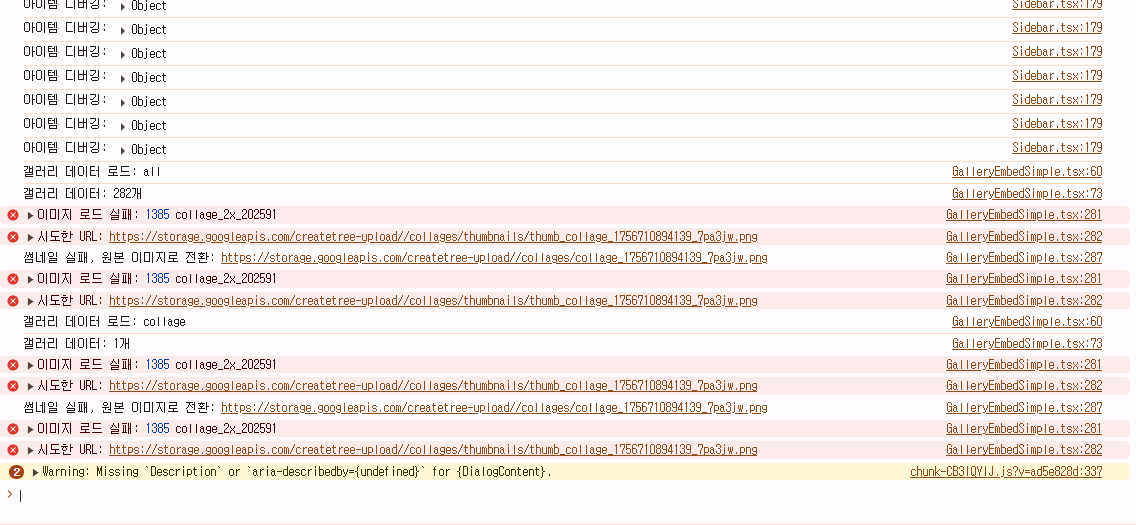 아이템 디버깅: ▶ Object Sidebar.tsx:179
아이템 디버깅: ▶ Object Sidebar.tsx:179
아이템 디버깅: ▶ Object Sidebar.tsx:179
아이템 디버깅: ▶ Object Sidebar.tsx:179
아이템 디버깅: ▶ Object Sidebar.tsx:179
아이템 디버깅: ▶ Object Sidebar.tsx:179
아이템 디버깅: ▶ Object Sidebar.tsx:179
갤러리 데이터 로드: all GalleryEmbedSimple.tsx:60
갤러리 데이터: 282개 GalleryEmbedSimple.tsx:73
▶이미지 로드 실패: 1385 collage_2x_202591 GalleryEmbedSimple.tsx:281
▶시도한 URL: https://storage.googleapis.com/createtree-upload//collages/thumbnails/thumb_collage_1756710894139_7pa3jw.png GalleryEmbedSimple.tsx:282
썸네일 실패, 원본 이미지로 전환: https://storage.googleapis.com/createtree-upload//collages/collage_1756710894139_7pa3jw.png GalleryEmbedSimple.tsx:287
▶이미지 로드 실패: 1385 collage_2x_202591 GalleryEmbedSimple.tsx:281
▶시도한 URL: https://storage.googleapis.com/createtree-upload//collages/thumbnails/thumb_collage_1756710894139_7pa3jw.png GalleryEmbedSimple.tsx:282
갤러리 데이터 로드: collage GalleryEmbedSimple.tsx:60
갤러리 데이터: 1개 GalleryEmbedSimple.tsx:73
▶이미지 로드 실패: 1385 collage_2x_202591 GalleryEmbedSimple.tsx:281
▶시도한 URL: https://storage.googleapis.com/createtree-upload//collages/thumbnails/thumb_collage_1756710894139_7pa3jw.png GalleryEmbedSimple.tsx:282
썸네일 실패, 원본 이미지로 전환: https://storage.googleapis.com/createtree-upload//collages/collage_1756710894139_7pa3jw.png GalleryEmbedSimple.tsx:287
▶이미지 로드 실패: 1385 collage_2x_202591 GalleryEmbedSimple.tsx:281
▶시도한 URL: https://storage.googleapis.com/createtree-upload//collages/thumbnails/thumb_collage_1756710894139_7pa3jw.png GalleryEmbedSimple.tsx:282
2 ▶Warning: Missing `Description` or `aria-describedby={undefined}` for {DialogContent}. chunk-CB3IQYIJ.js?v=ad5e828d:337